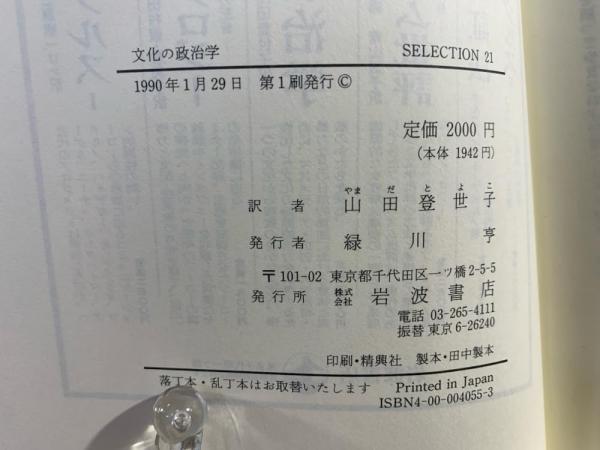 文化の政治学 SELECTION 21
1990年1月29日 第1刷発行 ©
定価 2000円
(本体 1942円)
やま だ と よ こ
訳者 山田登世子
発行者 緑川亨
〒101-02 東京都千代田区一ツ橋2-5-5
発行所 株式会社 岩波書店
電話 03-265-4111
振替 東京 6-26240
印刷・精興社 製本・田中製本
落丁本・乱丁本はお取替いたします Printed in Japan
ISBN4-00-004055-3